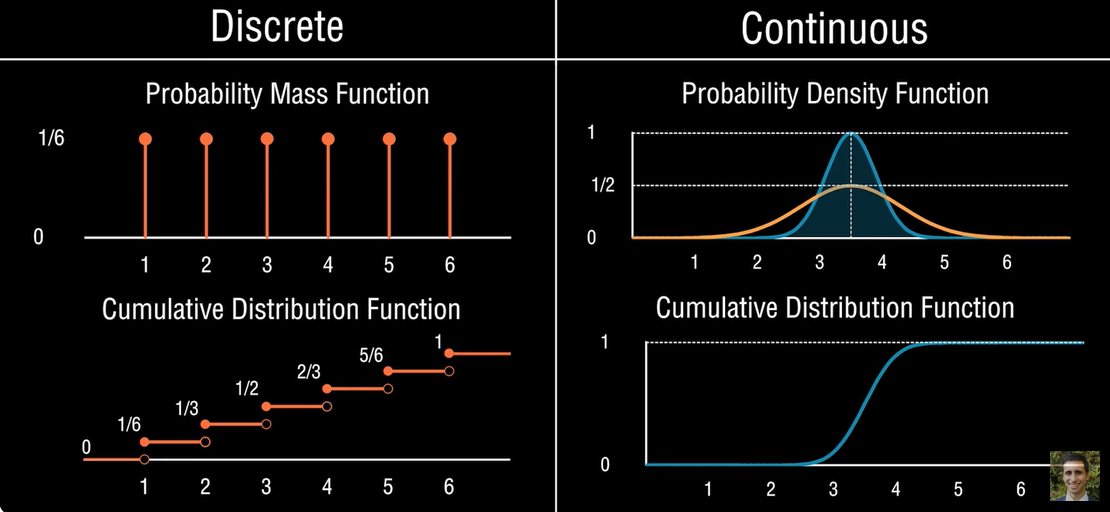 Discrete
Probability Mass Function
1/6
0
1 2 3 4 5 6
Cumulative Distribution Function
0 1/6 1/3 1/2 2/3 5/6 1
1 2 3 4 5 6
Continuous
Probability Density Function
1
1/2
0
1 2 3 4 5 6
Cumulative Distribution Function
1
0
1 2 3 4 5 6